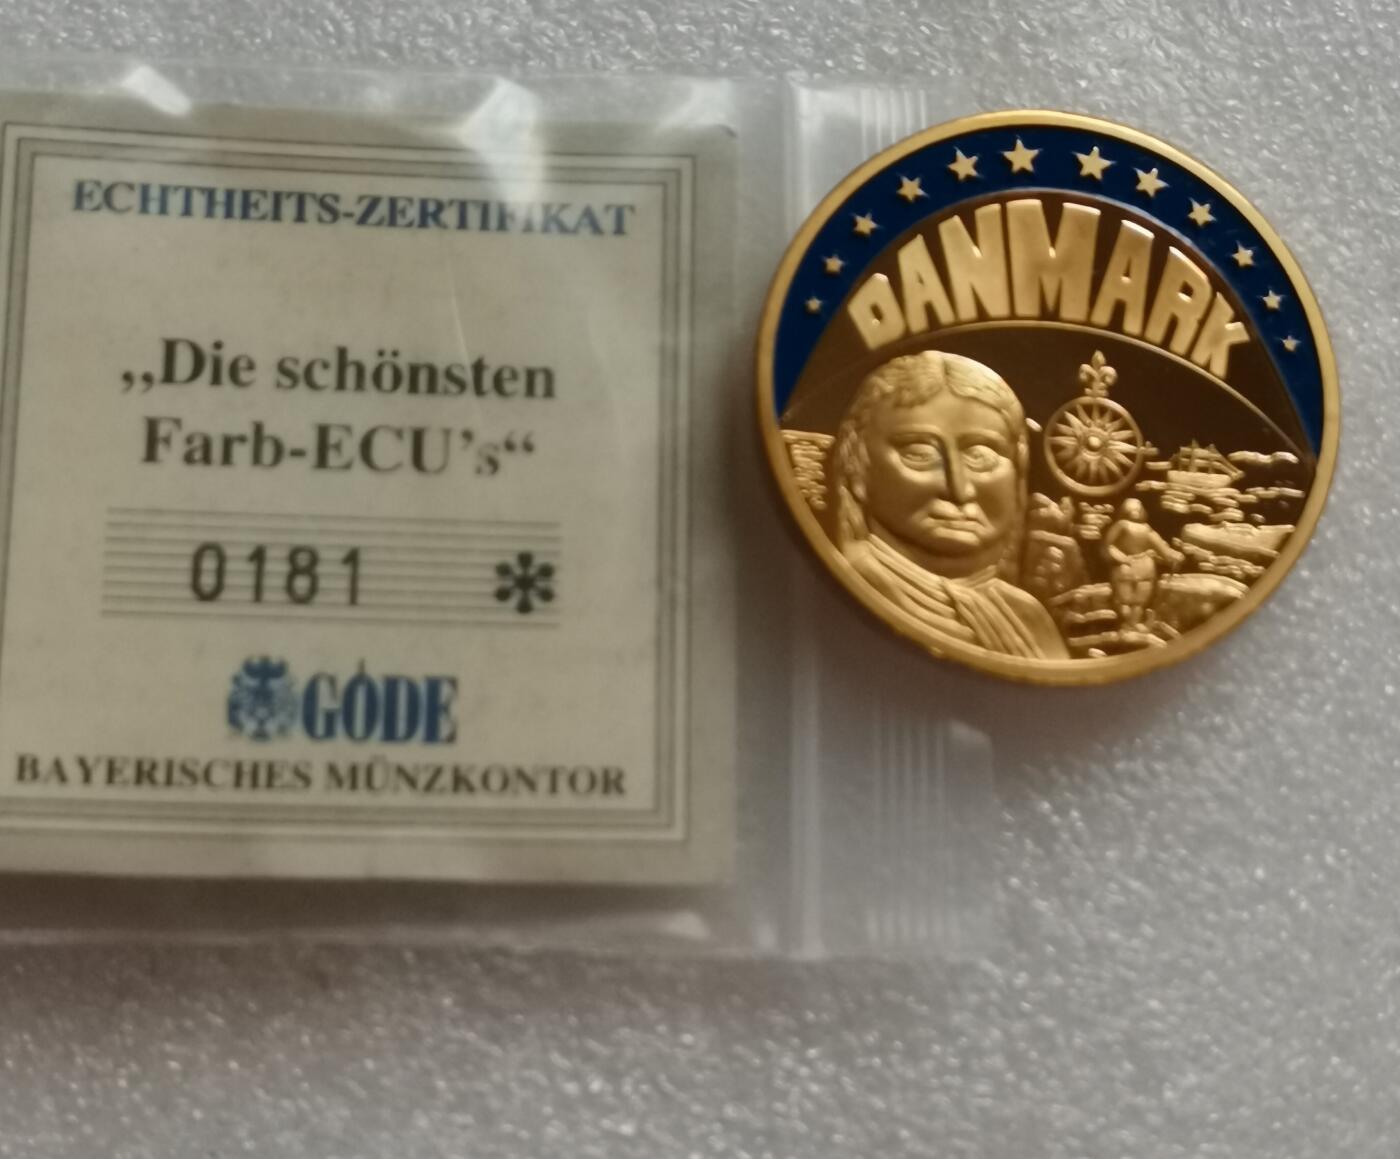 ECHTHEITS-ZERTIFIKAT
„Die schönsten
Farb-ECU’s“
0181 *
GÖDE
BAYERISCHES MÜNZKONTOR
DANMARK